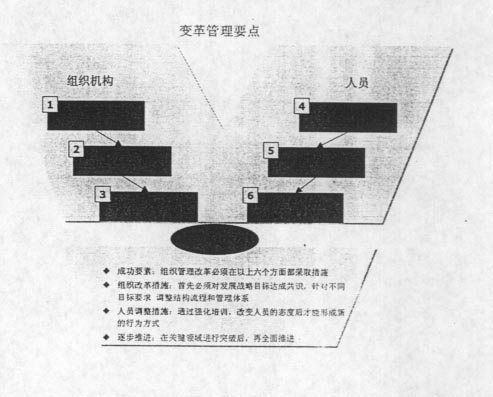 变革管理要点
组织机构
人员
1
4
2
5
3
6
◆ 成功要素：组织管理改革必须在以上六个方面都采取措施
◆ 组织改革措施：首先必须对发展战略目标达成共识，针对不同
目标要求 调整结构流程和管理体系
◆ 人员调整措施：通过强化培训，改变人员的态度后才能形成新
的行为方式
◆ 逐步推进：在关键领域进行突破后，再全面推进